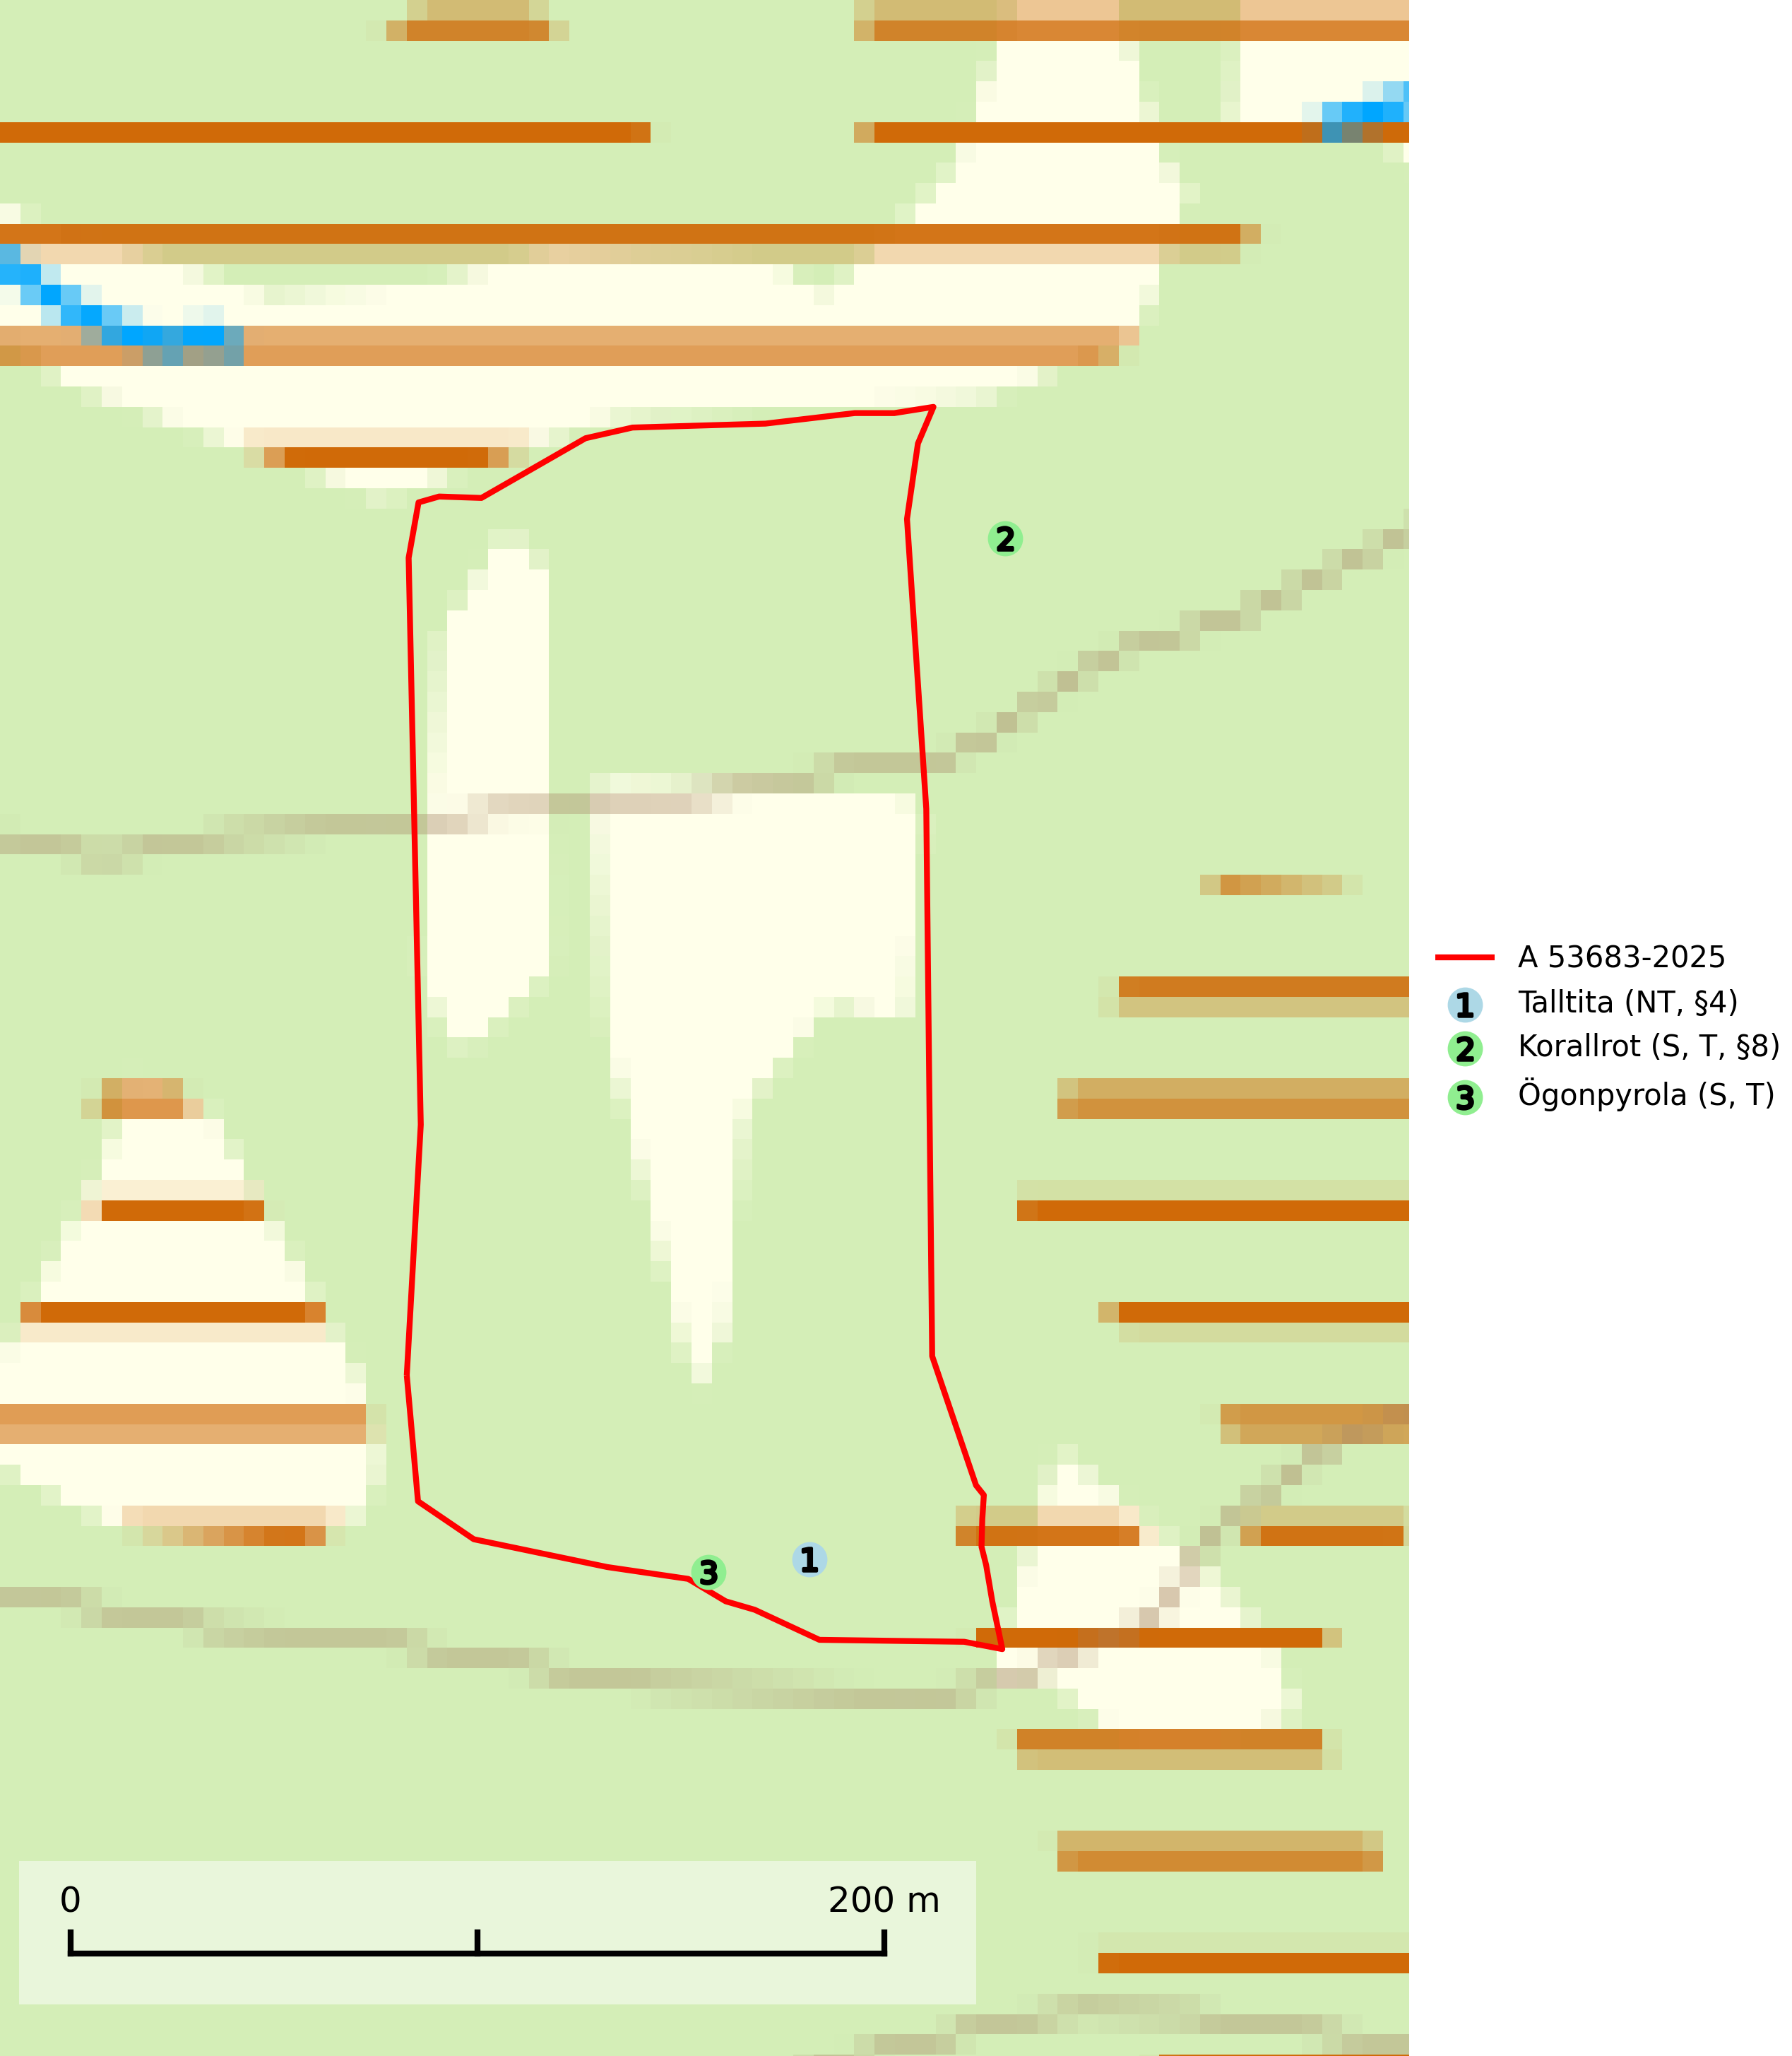 2
A 53683-2025
1 Talltita (NT, §4)
2 Korallrot (S, T, §8)
3 Ögonpyrola (S, T)
3
1
0 200 m